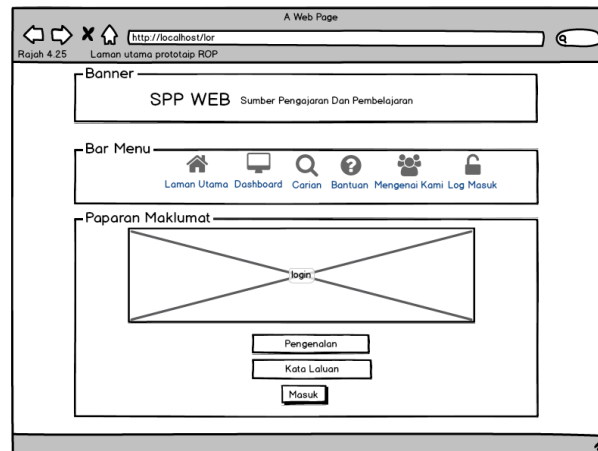 A Web Page
http://localhost/lor
Rajah 4.25 Laman utama prototaip ROP
Banner
SPP WEB Sumber Pengajaran Dan Pembelajaran
Bar Menu
Laman Utama Dashboard Carian Bantuan Mengenai Kami Log Masuk
Paparan Maklumat
login
Pengenalan
Kata Laluan
Masuk